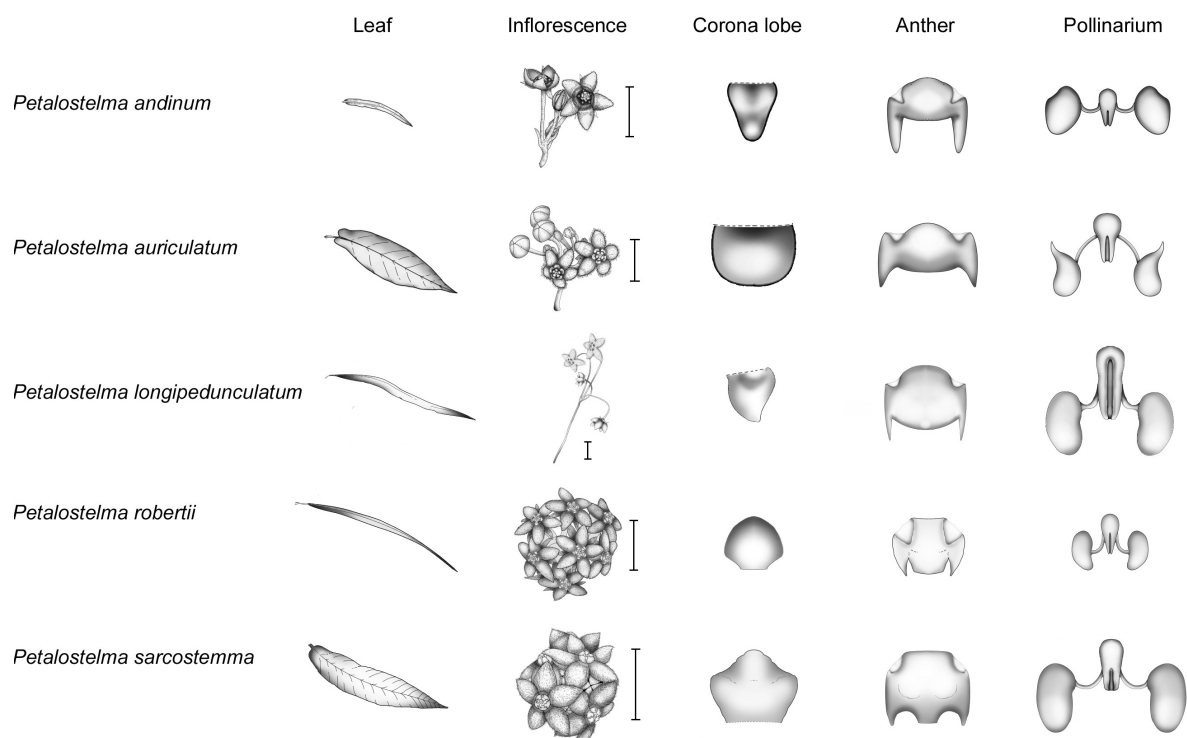 Leaf Inflorescence Corona lobe Anther Pollinarium
Petalostelma andinum
Petalostelma auriculatum
Petalostelma longipedunculatum
Petalostelma robertii
Petalostelma sarcostemma